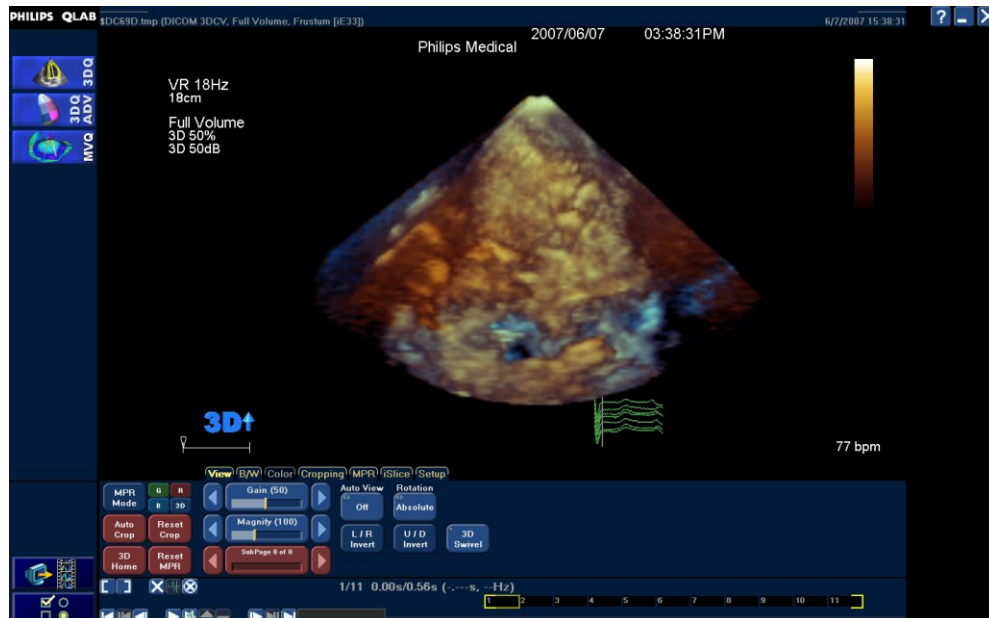 PHILIPS QLAB
$DC69D.tmp (DICOM 3DCV, Full Volume, Frustum [iE33])
6/7/2007 15:38:31
?
Philips Medical
2007/06/07
03:38:31PM
3DQ
3DQ ADV
MVQ
VR 18Hz
18cm
Full Volume
3D 50%
3D 50dB
3D
77 bpm
View
B/W
Color
Cropping
MPR
iSlice
Setup
MPR Mode
G
R
B
3D
Gain (50)
Auto View
Off
Rotation
Absolute
Auto Crop
Reset Crop
Magnify (100)
L / R Invert
U / D Invert
3D Swivel
3D Home
Reset MPR
SubPage 0 of 0
1/11 0.00s/0.56s (-.---s, --Hz)
1 2 3 4 5 6 7 8 9 10 11